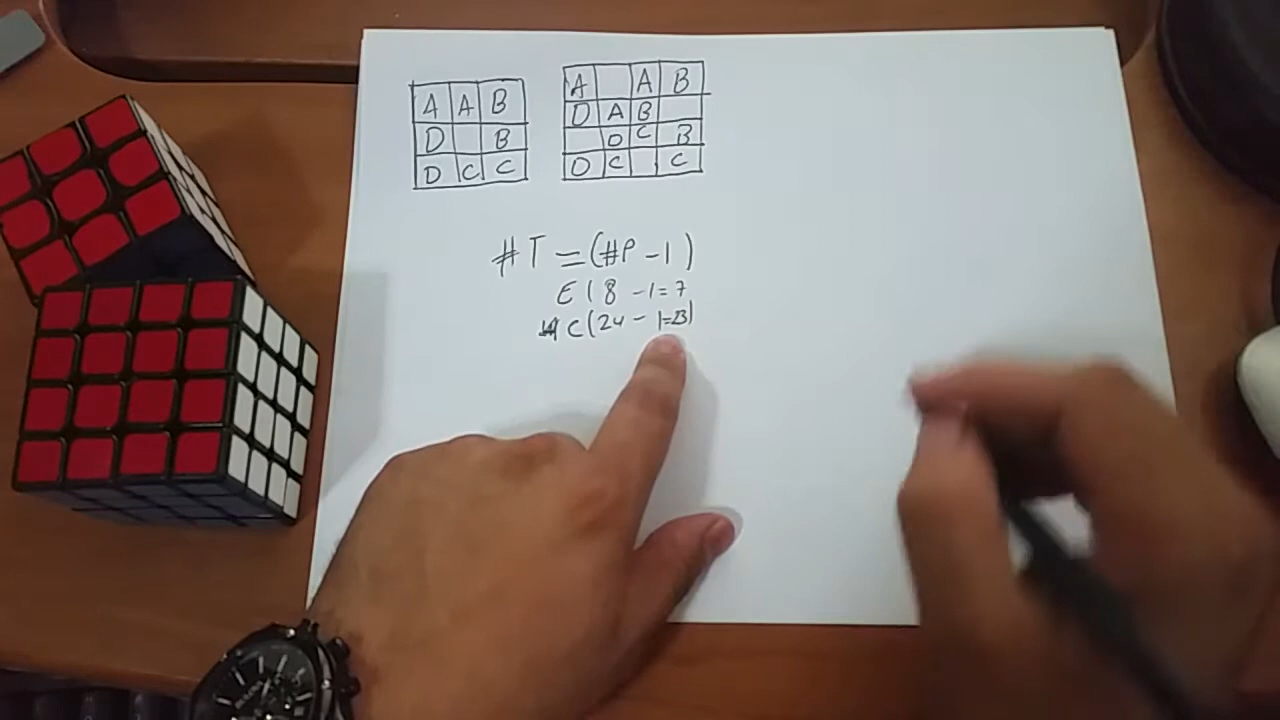 A A B
D B
D C C
A A B
D A B
D C B
D C C
#T=(#P-1)
E(8-1=7
C(24-1=23)